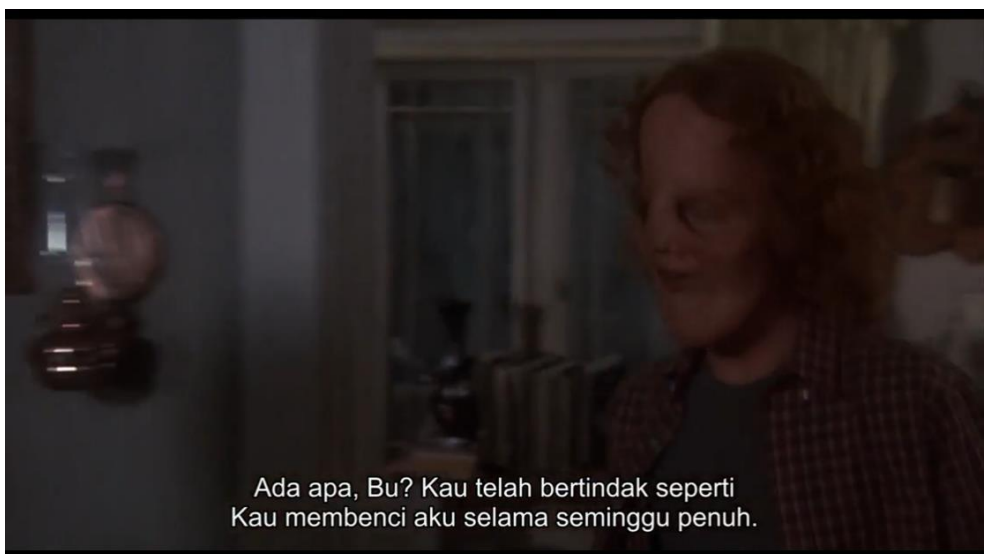 Ada apa, Bu? Kau telah bertindak seperti
Kau membenci aku selama seminggu penuh.